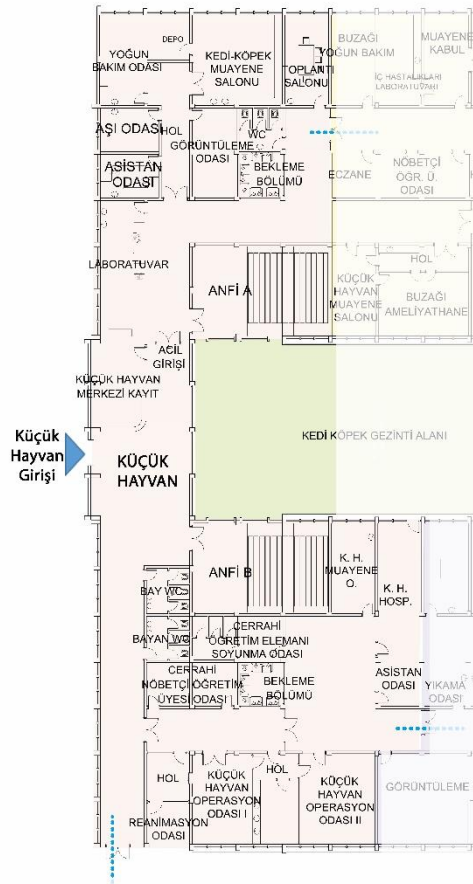 DEPO
YOĞUN
BAKIM ODASI
KEDİ-KÖPEK
MUAYENE
SALONU
TOPLANTI
SALONU
BUZAĞI
YOĞUN BAKIM
MUAYENE
KABUL
İÇ HASTALIKLARI
LABORATUVARI
AŞI ODASI
HOL
GÖRÜNTÜLEME
ODASI
WC
ASİSTAN
ODASI
BEKLEME
BÖLÜMÜ
ECZANE
NÖBETÇİ
ÖĞR. Ü.
ODASI
LABORATUVAR
ANFİ A
KÜÇÜK
HAYVAN
MUAYENE
SALONU
HOL
BUZAĞI
AMELİYATHANE
ACİL
GİRİŞİ
KÜÇÜK HAYVAN
MERKEZİ KAYIT
Küçük
Hayvan
Girişi
KÜÇÜK
HAYVAN
KEDİ KÖPEK GEZİNTİ ALANI
ANFİ B
K. H.
MUAYENE
O.
K. H.
HOSP.
BAY WC
BAYAN WC
CERRAHİ
ÖĞRETİM ELEMANI
SOYUNMA ODASI
CERRAHİ
NÖBETÇİ ÖĞRETİM
ÜYESİ ODASI
BEKLEME
BÖLÜMÜ
ASİSTAN
ODASI
YIKAMA
ODASI
HOL
KÜÇÜK
HAYVAN
OPERASYON
ODASI I
HOL
KÜÇÜK
HAYVAN
OPERASYON
ODASI II
GÖRÜNTÜLEME
REANİMASYON
ODASI